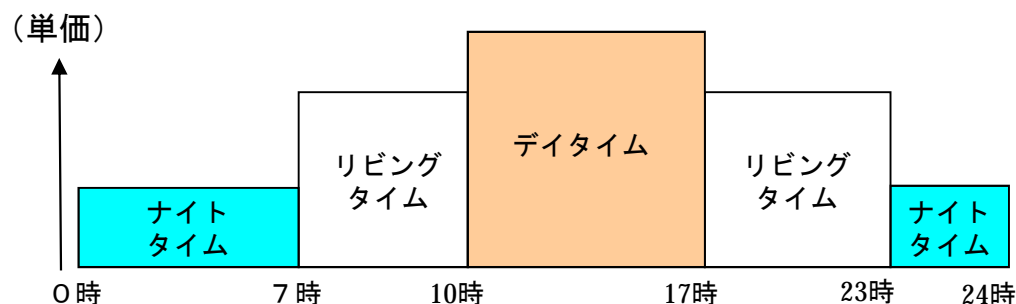 (単価)
デイタイム
リビング
タイム
リビング
タイム
ナイト
タイム
ナイト
タイム
０時
７時
10時
17時
23時
24時